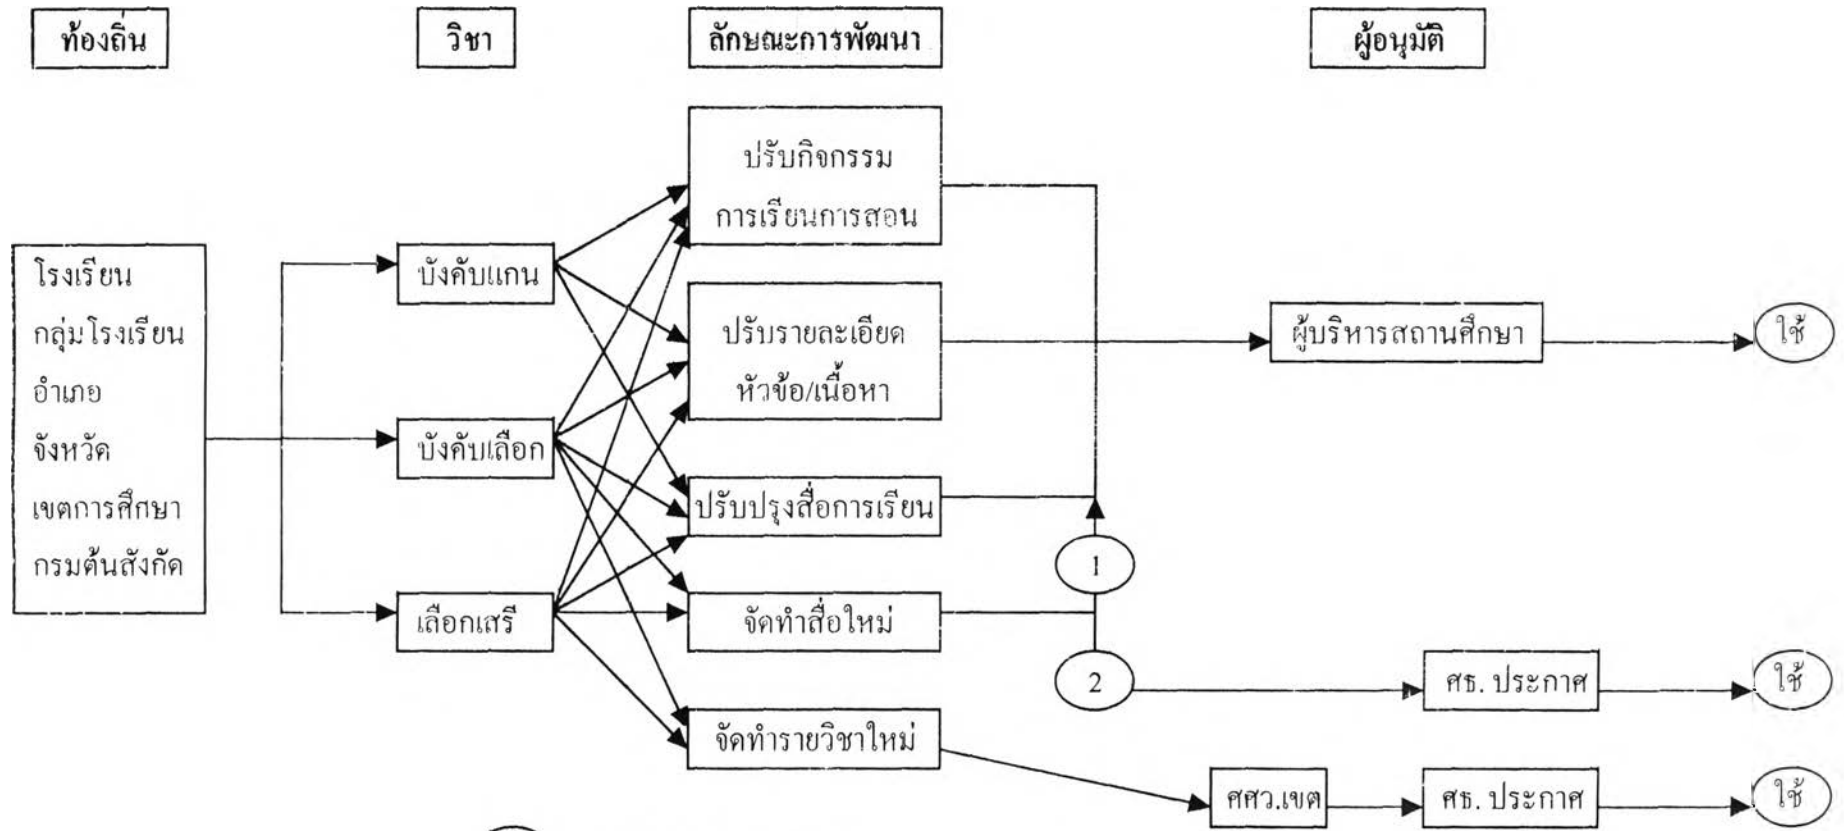 ท้องถิ่น
วิชา
ลักษณะการพัฒนา
ผู้อนุมัติ
โรงเรียน
กลุ่มโรงเรียน
อำเภอ
จังหวัด
เขตการศึกษา
กรมต้นสังกัด
บังคับแกน
บังคับเลือก
เลือกเสรี
ปรับกิจกรรม
การเรียนการสอน
ปรับรายละเอียด
หัวข้อ/เนื้อหา
ปรับปรุงสื่อการเรียน
จัดทำสื่อใหม่
จัดทำรายวิชาใหม่
1
2
ผู้บริหารสถานศึกษา
ใช้
ศธ. ประกาศ
ใช้
ศศว.เขต
ศธ. ประกาศ
ใช้